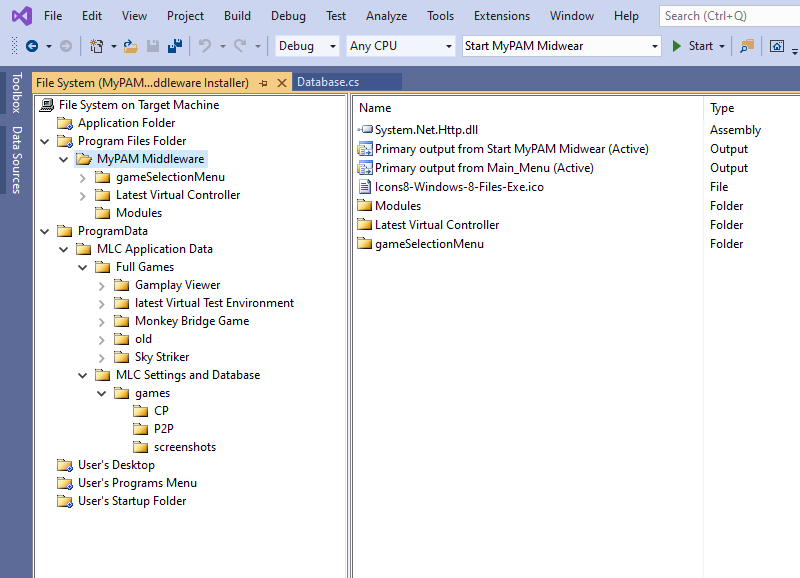 File Edit View Project Build Debug Test Analyze Tools Extensions Window Help Search (Ctrl+Q)
Debug Any CPU Start MyPAM Midwear Start
Toolbox
Data Sources
File System (MyPAM...ddleware Installer) Database.cs
File System on Target Machine
Application Folder
Program Files Folder
MyPAM Middleware
gameSelectionMenu
Latest Virtual Controller
Modules
ProgramData
MLC Application Data
Full Games
Gamplay Viewer
latest Virtual Test Environment
Monkey Bridge Game
old
Sky Striker
MLC Settings and Database
games
CP
P2P
screenshots
User's Desktop
User's Programs Menu
User's Startup Folder
Name Type
System.Net.Http.dll Assembly
Primary output from Start MyPAM Midwear (Active) Output
Primary output from Main_Menu (Active) Output
Icons8-Windows-8-Files-Exe.ico File
Modules Folder
Latest Virtual Controller Folder
gameSelectionMenu Folder